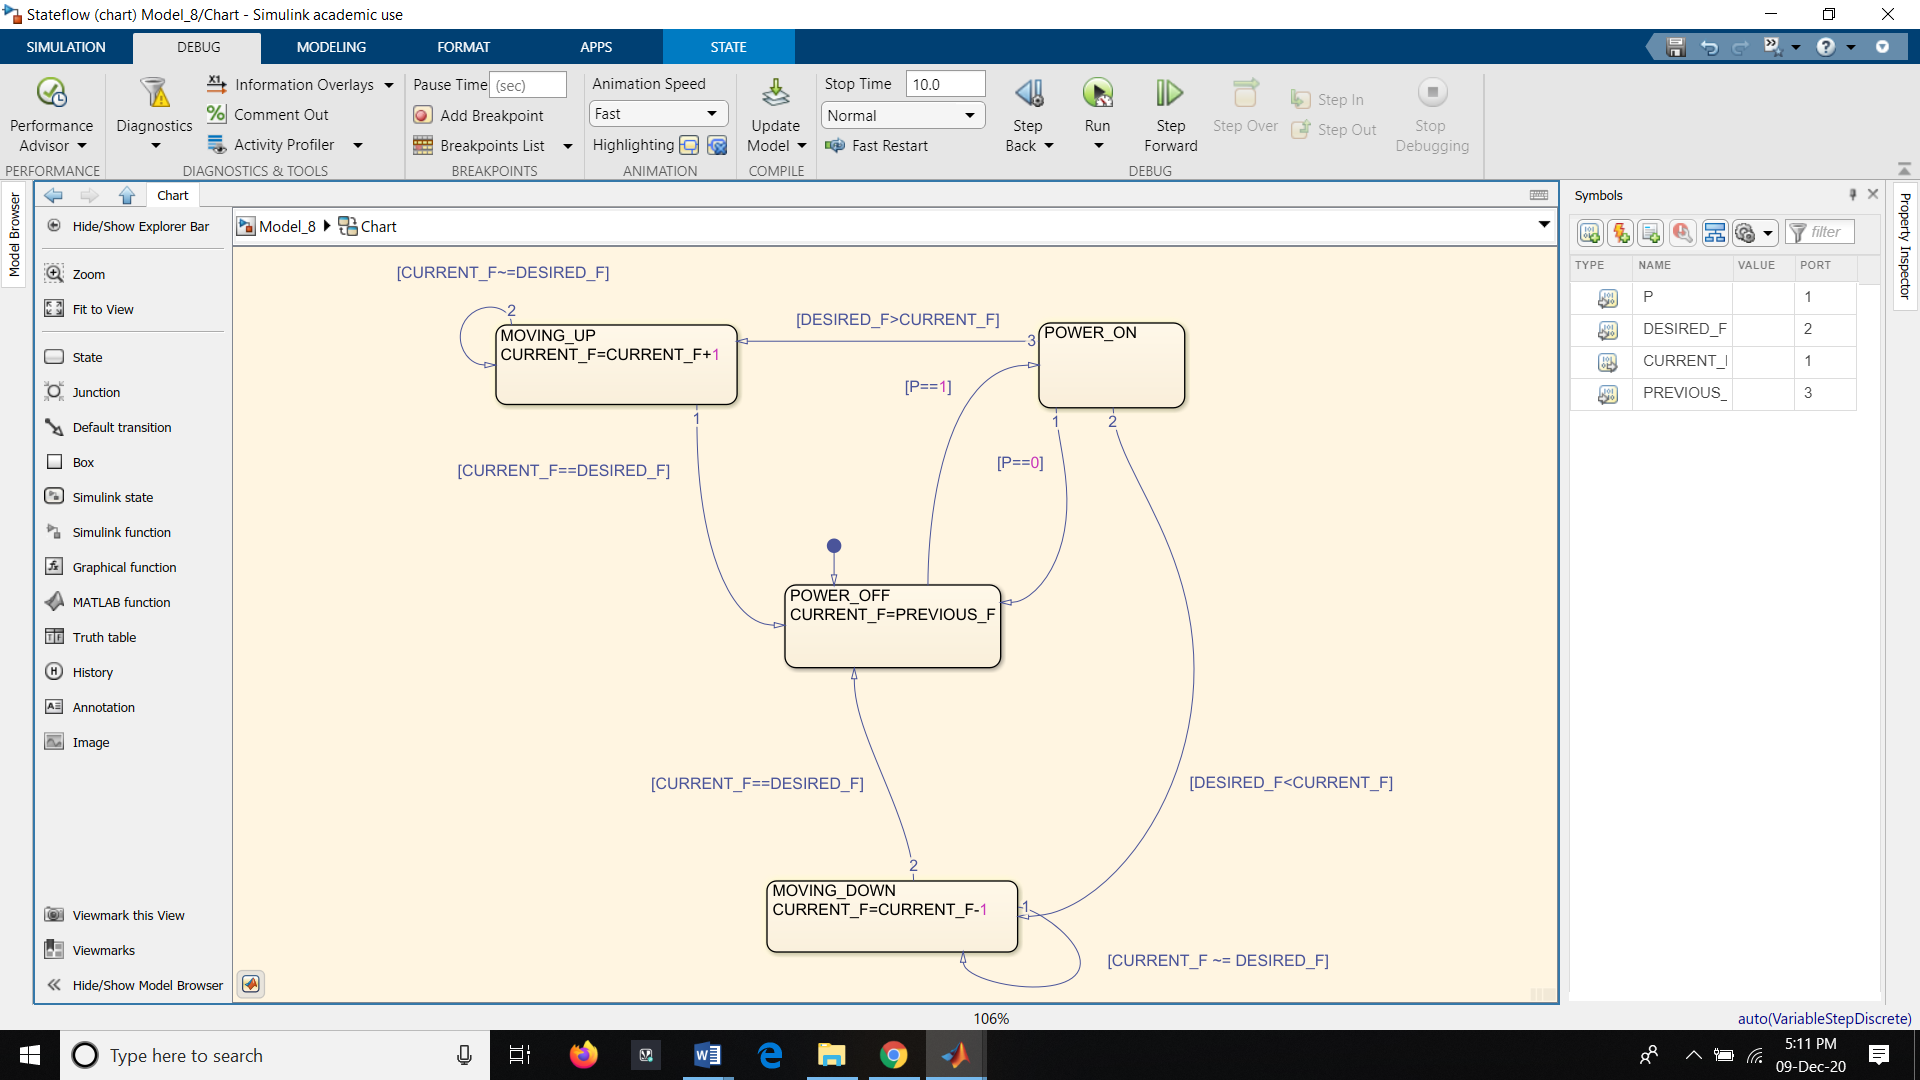 Stateflow (chart) Model_8/Chart - Simulink academic use
SIMULATION DEBUG MODELING FORMAT APPS STATE
Performance Advisor
Diagnostics
Information Overlays
Comment Out
Activity Profiler
Pause Time (sec)
Add Breakpoint
Breakpoints List
Animation Speed
Fast
Highlighting
Update Model
Stop Time 10.0
Normal
Fast Restart
Step Back
Run
Step Forward
Step Over
Step In
Step Out
Stop Debugging
PERFORMANCE DIAGNOSTICS & TOOLS BREAKPOINTS ANIMATION COMPILE DEBUG
Model Browser
Chart
Hide/Show Explorer Bar
Zoom
Fit to View
State
Junction
Default transition
Box
Simulink state
Simulink function
Graphical function
MATLAB function
Truth table
History
Annotation
Image
Viewmark this View
Viewmarks
Hide/Show Model Browser
Model_8 Chart
[CURRENT_F~=DESIRED_F]
2
MOVING_UP
CURRENT_F=CURRENT_F+1
1
[DESIRED_F>CURRENT_F]
3
POWER_ON
[P==1]
1
2
[P==0]
[CURRENT_F==DESIRED_F]
POWER_OFF
CURRENT_F=PREVIOUS_F
[CURRENT_F==DESIRED_F]
[DESIRED_F<CURRENT_F]
2
MOVING_DOWN
CURRENT_F=CURRENT_F-1
1
[CURRENT_F ~= DESIRED_F]
Symbols
filter
TYPE NAME VALUE PORT
P 1
DESIRED_F 2
CURRENT_ 1
PREVIOUS_ 3
Property Inspector
106%
auto(VariableStepDiscrete)
Type here to search
5:11 PM
09-Dec-20